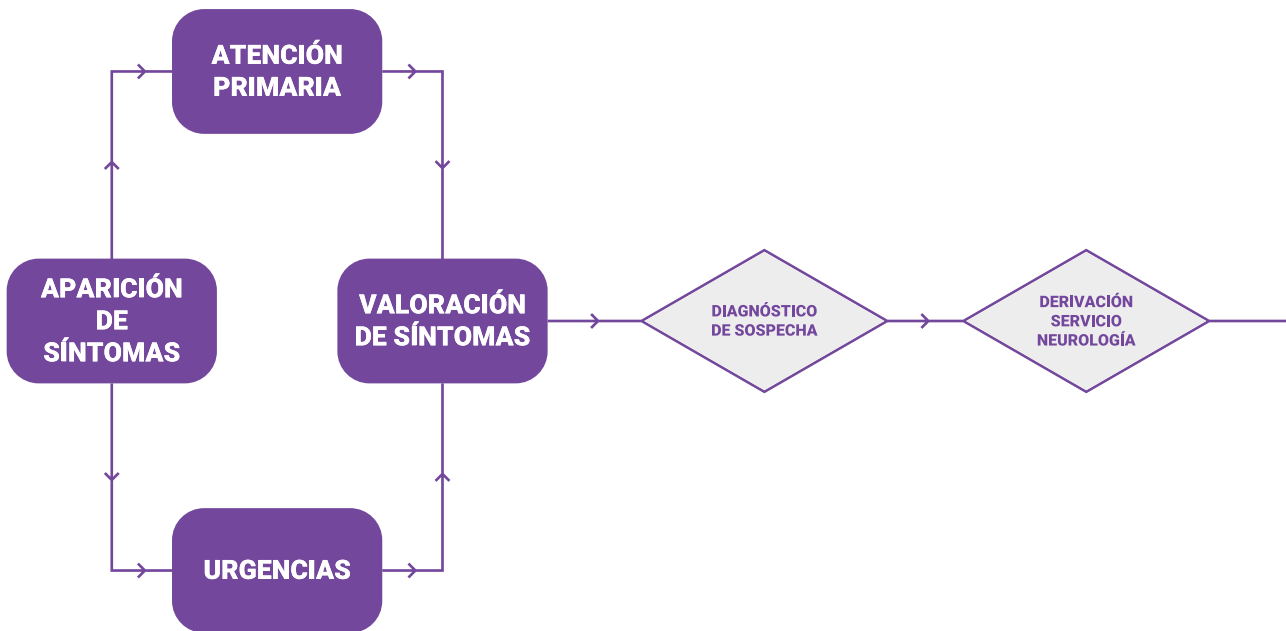 ATENCIÓN
PRIMARIA
APARICIÓN
DE
SÍNTOMAS
VALORACIÓN
DE SÍNTOMAS
DIAGNÓSTICO
DE SOSPECHA
DERIVACIÓN
SERVICIO
NEUROLOGÍA
URGENCIAS